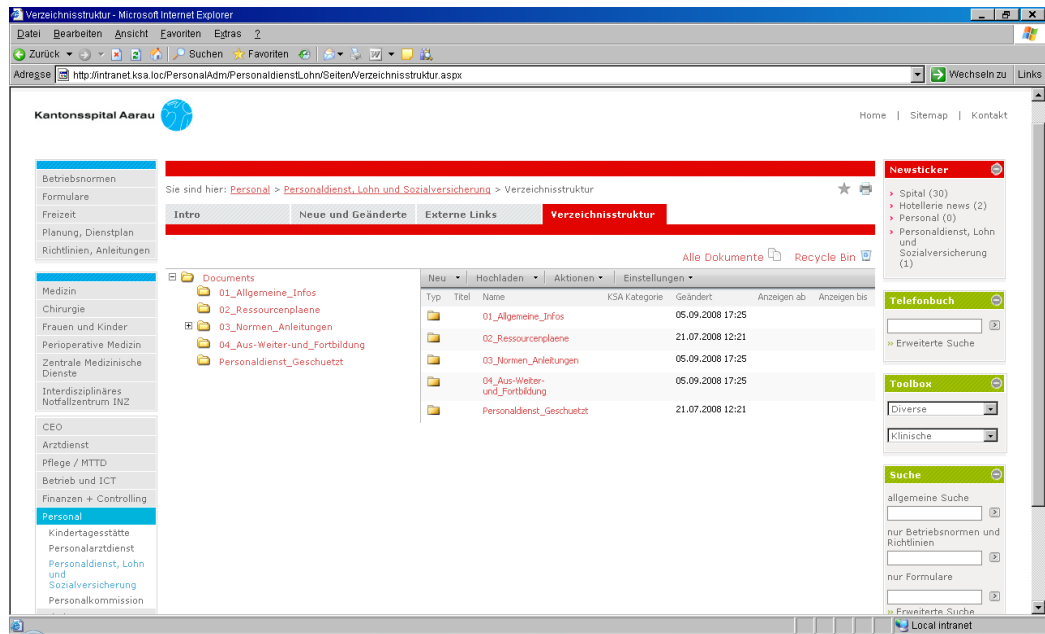 Verzeichnisstruktur - Microsoft Internet Explorer
Datei Bearbeiten Ansicht Favoriten Extras ?
Zurück Suchen Favoriten
Adresse http://intranet.ksa.loc/PersonalAdm/PersonaldienstLohn/Seiten/Verzeichnisstruktur.aspx Wechseln zu Links
Kantonsspital Aarau
Home | Sitemap | Kontakt
Betriebsnormen
Formulare
Freizeit
Planung, Dienstplan
Richtlinien, Anleitungen
Medizin
Chirurgie
Frauen und Kinder
Perioperative Medizin
Zentrale Medizinische
Dienste
Interdisziplinäres
Notfallzentrum INZ
CEO
Arztdienst
Pflege / MTTD
Betrieb und ICT
Finanzen + Controlling
Personal
Kindertagesstätte
Personalarztdienst
Personaldienst, Lohn
und
Sozialversicherung
Personalkommission
Sie sind hier: Personal > Personaldienst, Lohn und Sozialversicherung > Verzeichnisstruktur
Intro Neue und Geänderte Externe Links Verzeichnisstruktur
Alle Dokumente Recycle Bin
Documents
01_Allgemeine_Infos
02_Ressourcenplaene
03_Normen_Anleitungen
04_Aus-Weiter-und_Fortbildung
Personaldienst_Geschuetzt
Neu Hochladen Aktionen Einstellungen
Typ Titel Name KSA Kategorie Geändert Anzeigen ab Anzeigen bis
01_Allgemeine_Infos 05.09.2008 17:25
02_Ressourcenplaene 21.07.2008 12:21
03_Normen_Anleitungen 05.09.2008 17:25
04_Aus-Weiter- 05.09.2008 17:25
und_Fortbildung
Personaldienst_Geschuetzt 21.07.2008 12:21
Newsticker
Spital (30)
Hotellerie news (2)
Personal (0)
Personaldienst, Lohn
und
Sozialversicherung
(1)
Telefonbuch
» Erweiterte Suche
Toolbox
Diverse
Klinische
Suche
allgemeine Suche
nur Betriebsnormen und
Richtlinien
nur Formulare
» Erweiterte Suche
Local intranet